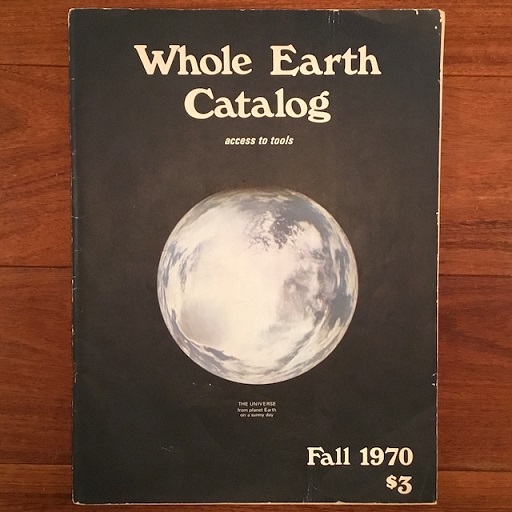 Whole Earth
Catalog
access to tools
THE UNIVERSE
from planet Earth
on a sunny day
Fall 1970
$3